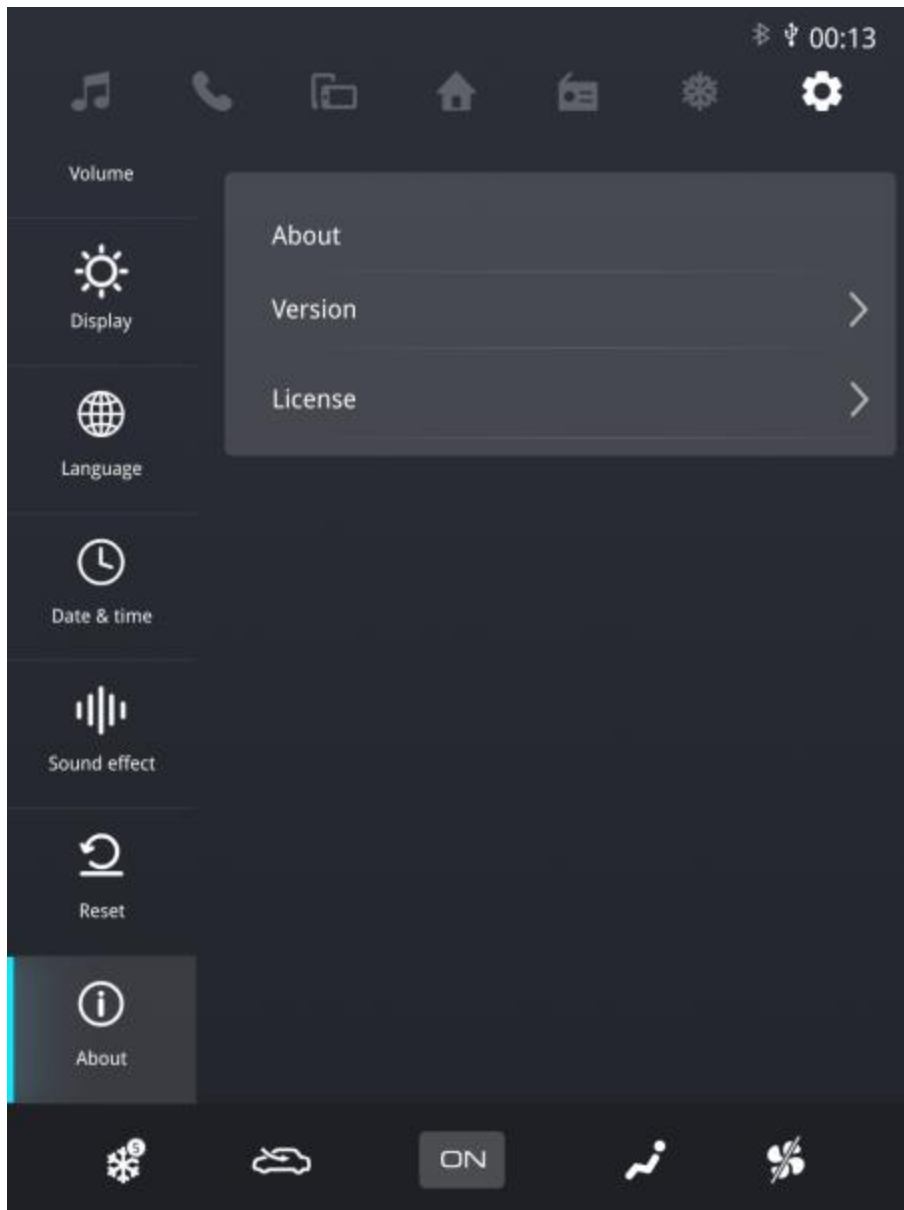 00:13
Volume
Display
Language
Date & time
Sound effect
Reset
About
About
Version
License
S
ON